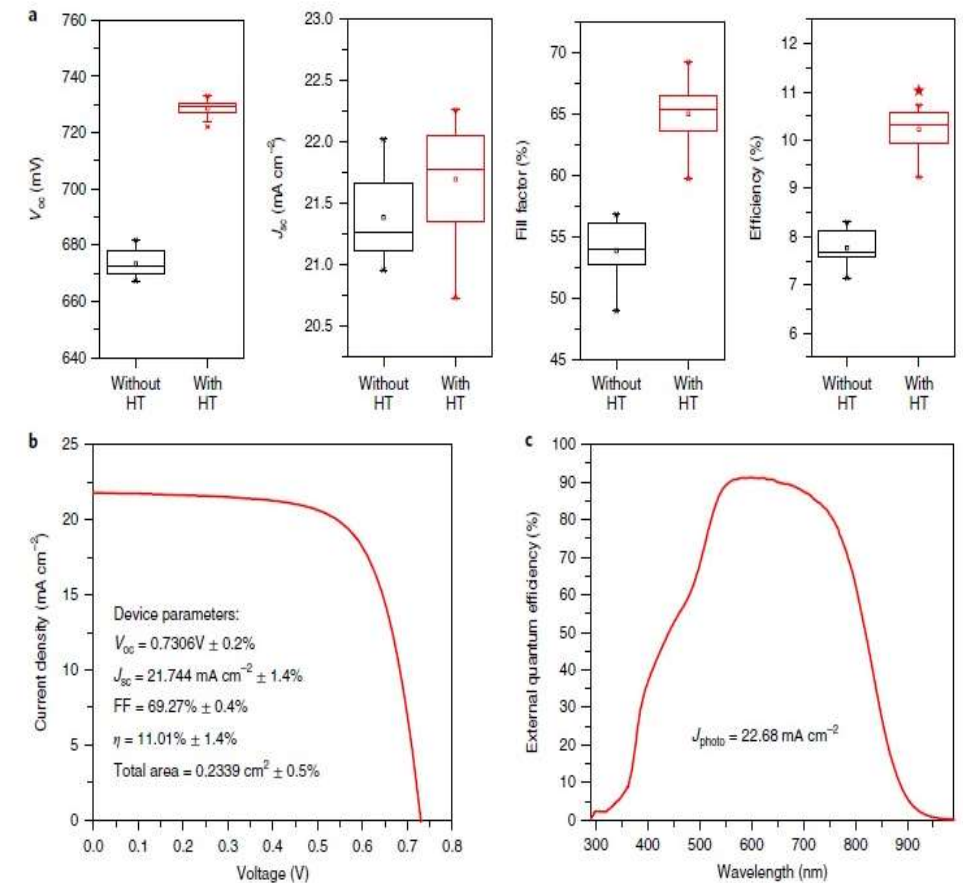 a
760
740
720
700
680
660
640
V_oc (mV)
Without HT
With HT
23.0
22.5
22.0
21.5
21.0
20.5
J_sc (mA cm⁻²)
Without HT
With HT
70
65
60
55
50
45
Fill factor (%)
Without HT
With HT
12
11
10
9
8
7
6
Efficiency (%)
Without HT
With HT
b
25
20
15
10
5
0
Current density (mA cm⁻²)
Device parameters:
V_oc = 0.7306V ± 0.2%
J_sc = 21.744 mA cm⁻² ± 1.4%
FF = 69.27% ± 0.4%
η = 11.01% ± 1.4%
Total area = 0.2339 cm² ± 0.5%
0.0 0.1 0.2 0.3 0.4 0.5 0.6 0.7 0.8
Voltage (V)
c
100
90
80
70
60
50
40
30
20
10
0
External quantum efficiency (%)
J_photo = 22.68 mA cm⁻²
300 400 500 600 700 800 900
Wavelength (nm)